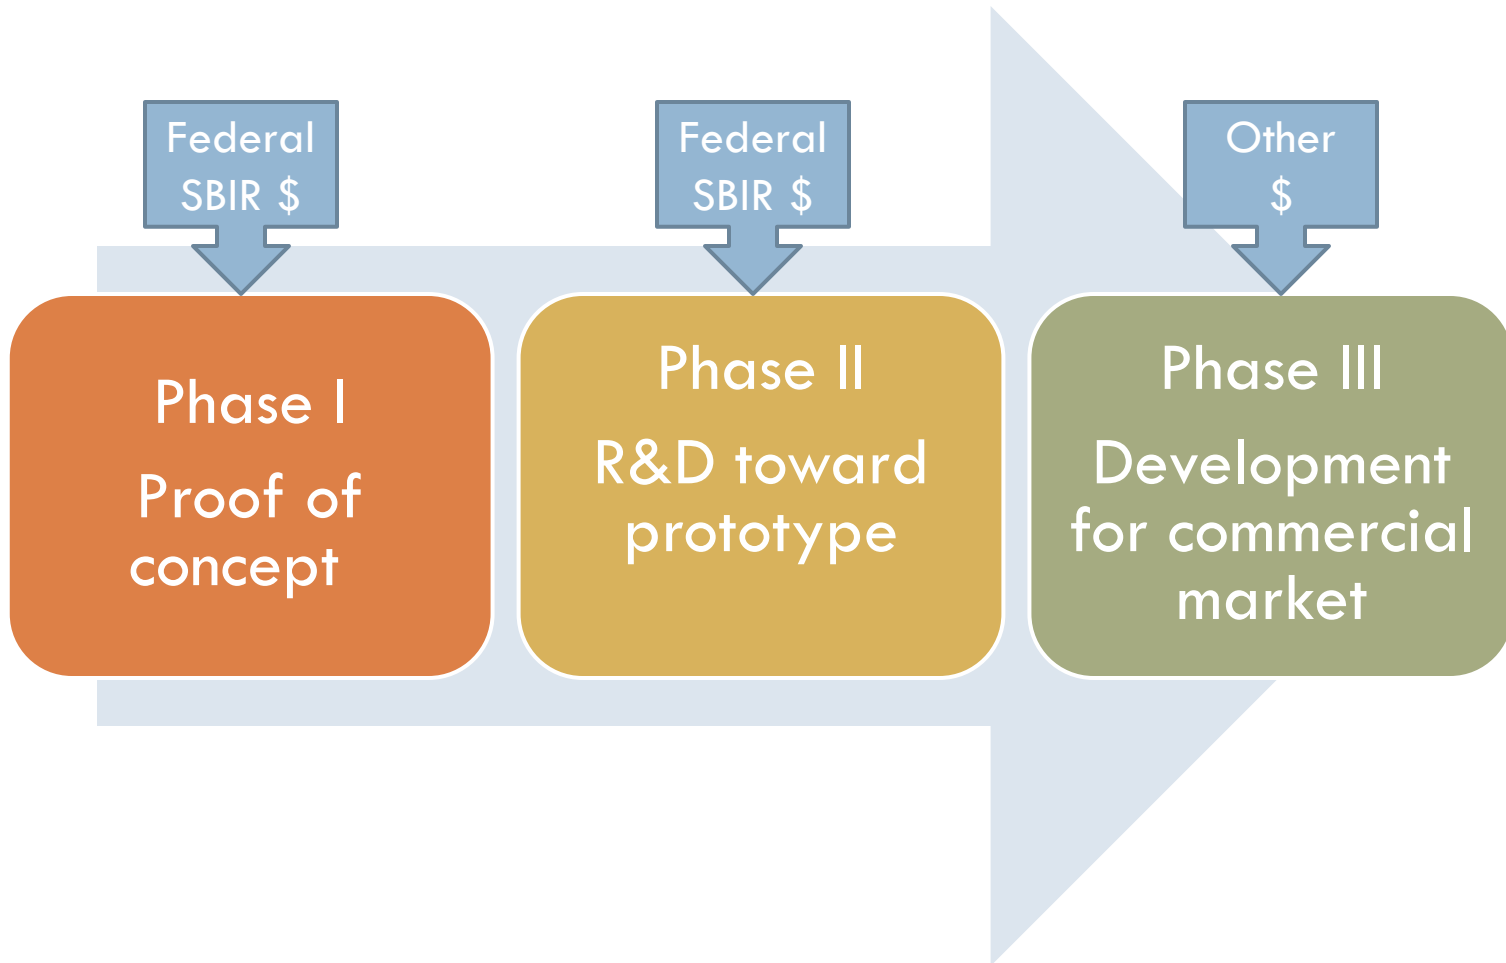 Federal
SBIR $
Federal
SBIR $
Other
$
Phase I
Proof of
concept
Phase II
R&D toward
prototype
Phase III
Development
for commercial
market